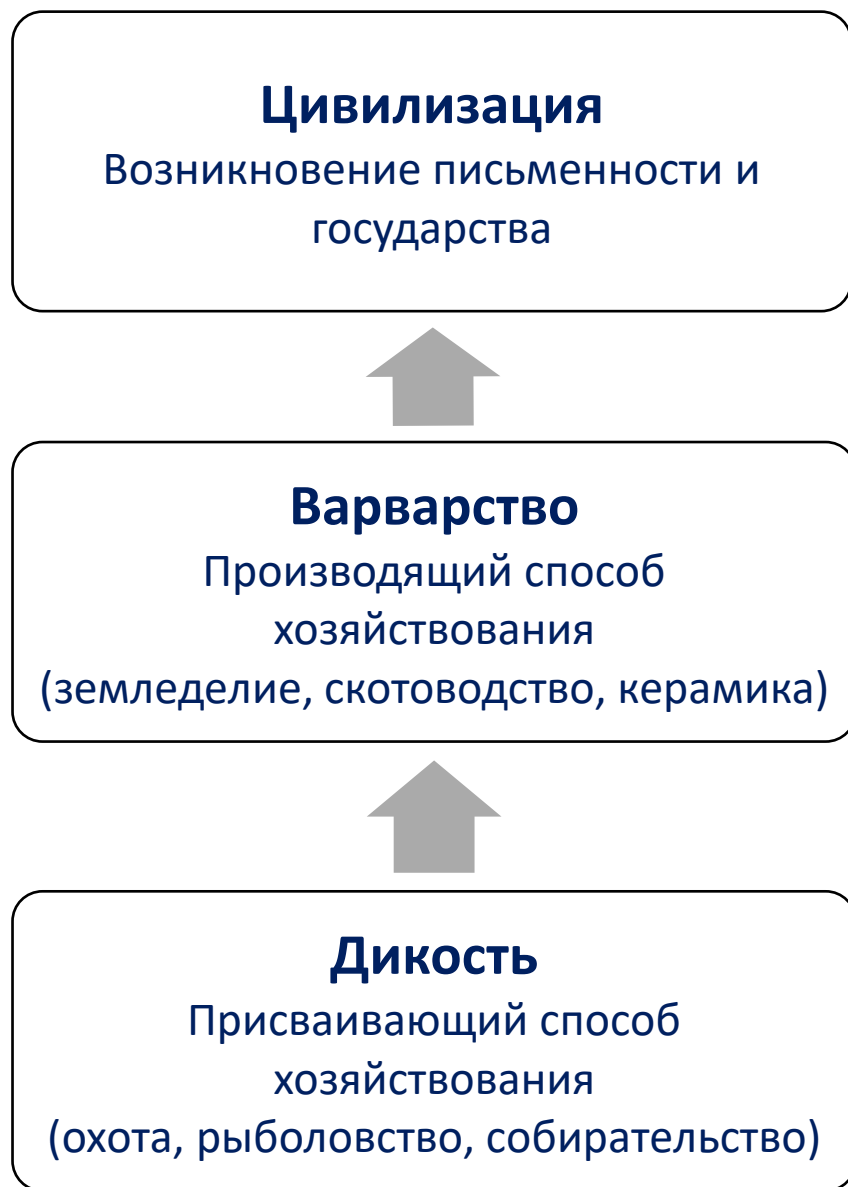 Цивилизация
Возникновение письменности и
государства
Варварство
Производящий способ
хозяйствования
(земледелие, скотоводство, керамика)
Дикость
Присваивающий способ
хозяйствования
(охота, рыболовство, собирательство)